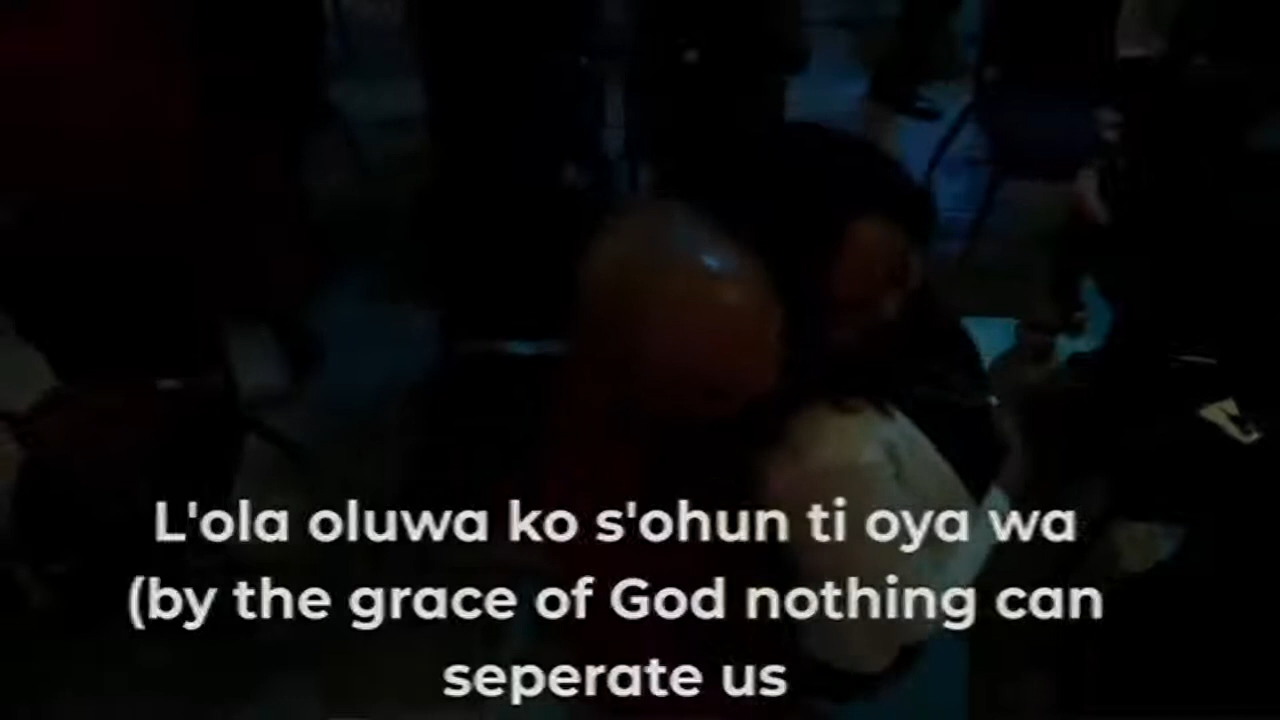 L'ola oluwa ko s'ohun ti oya wa
(by the grace of God nothing can
seperate us